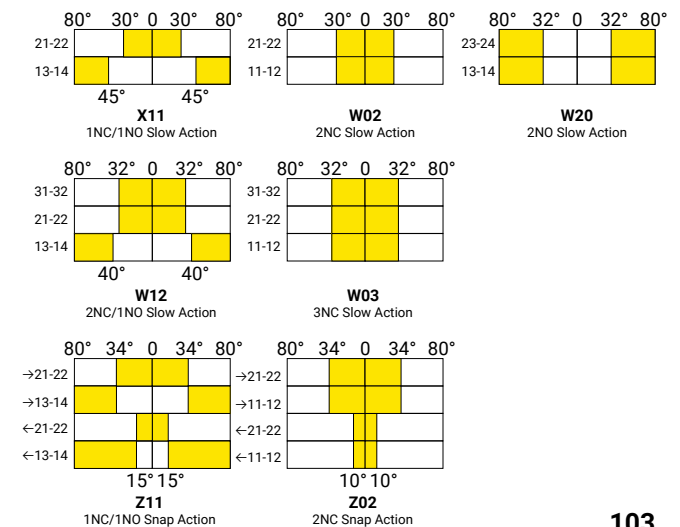 80° 30° 0 30° 80°
21-22
13-14
45° 45°
X11
1NC/1NO Slow Action
80° 30° 0 30° 80°
21-22
11-12
W02
2NC Slow Action
80° 32° 0 32° 80°
23-24
13-14
W20
2NO Slow Action
80° 32° 0 32° 80°
31-32
21-22
13-14
40° 40°
W12
2NC/1NO Slow Action
80° 32° 0 32° 80°
31-32
21-22
11-12
W03
3NC Slow Action
80° 34° 0 34° 80°
→21-22
→13-14
←21-22
←13-14
15° 15°
Z11
1NC/1NO Snap Action
80° 34° 0 34° 80°
→21-22
→11-12
←21-22
←11-12
10° 10°
Z02
2NC Snap Action
103